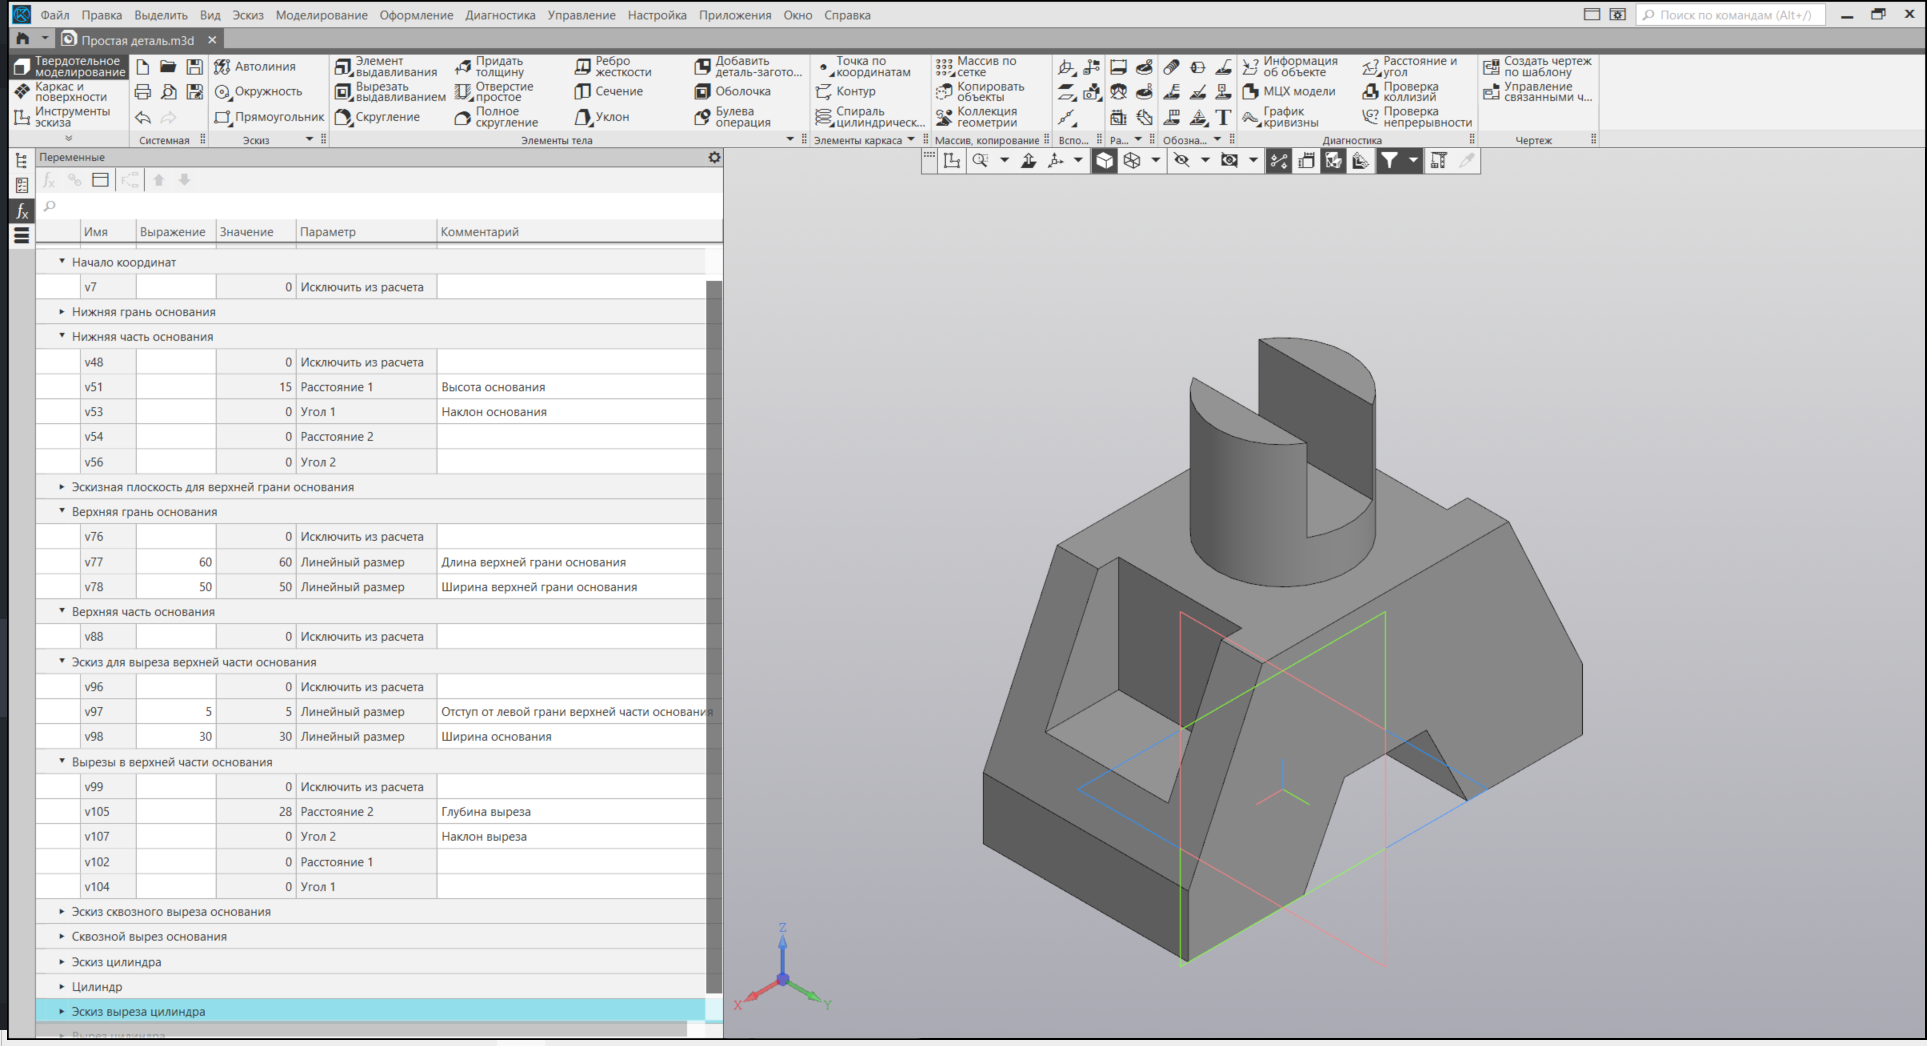 Файл Правка Выделить Вид Эскиз Моделирование Оформление Диагностика Управление Настройка Приложения Окно Справка
Поиск по командам (Alt+/)
Простая деталь.m3d
Твердотельное моделирование
Каркас и поверхности
Инструменты эскиза
Системная
Автолиния
Окружность
Прямоугольник
Эскиз
Элемент выдавливания
Вырезать выдавливанием
Скругление
Придать толщину
Отверстие простое
Полное скругление
Ребро жесткости
Сечение
Уклон
Добавить деталь-загото...
Оболочка
Булева операция
Элементы тела
Точка по координатам
Контур
Спираль цилиндрическ...
Элементы каркаса
Массив по сетке
Копировать объекты
Коллекция геометрии
Массив, копирование
Вспо...
Ра...
Обозна...
Информация об объекте
МЦХ модели
График кривизны
Расстояние и угол
Проверка коллизий
Проверка непрерывности
Диагностика
Создать чертеж по шаблону
Управление связанными ч...
Чертеж
Переменные
Имя Выражение Значение Параметр Комментарий
Начало координат
v7 0 Исключить из расчета
Нижняя грань основания
Нижняя часть основания
v48 0 Исключить из расчета
v51 15 Расстояние 1 Высота основания
v53 0 Угол 1 Наклон основания
v54 0 Расстояние 2
v56 0 Угол 2
Эскизная плоскость для верхней грани основания
Верхняя грань основания
v76 0 Исключить из расчета
v77 60 60 Линейный размер Длина верхней грани основания
v78 50 50 Линейный размер Ширина верхней грани основания
Верхняя часть основания
v88 0 Исключить из расчета
Эскиз для выреза верхней части основания
v96 0 Исключить из расчета
v97 5 5 Линейный размер Отступ от левой грани верхней части основания
v98 30 30 Линейный размер Ширина основания
Вырезы в верхней части основания
v99 0 Исключить из расчета
v105 28 Расстояние 2 Глубина выреза
v107 0 Угол 2 Наклон выреза
v102 0 Расстояние 1
v104 0 Угол 1
Эскиз сквозного выреза основания
Сквозной вырез основания
Эскиз цилиндра
Цилиндр
Эскиз выреза цилиндра
Вырез цилиндра
Z
X
Y